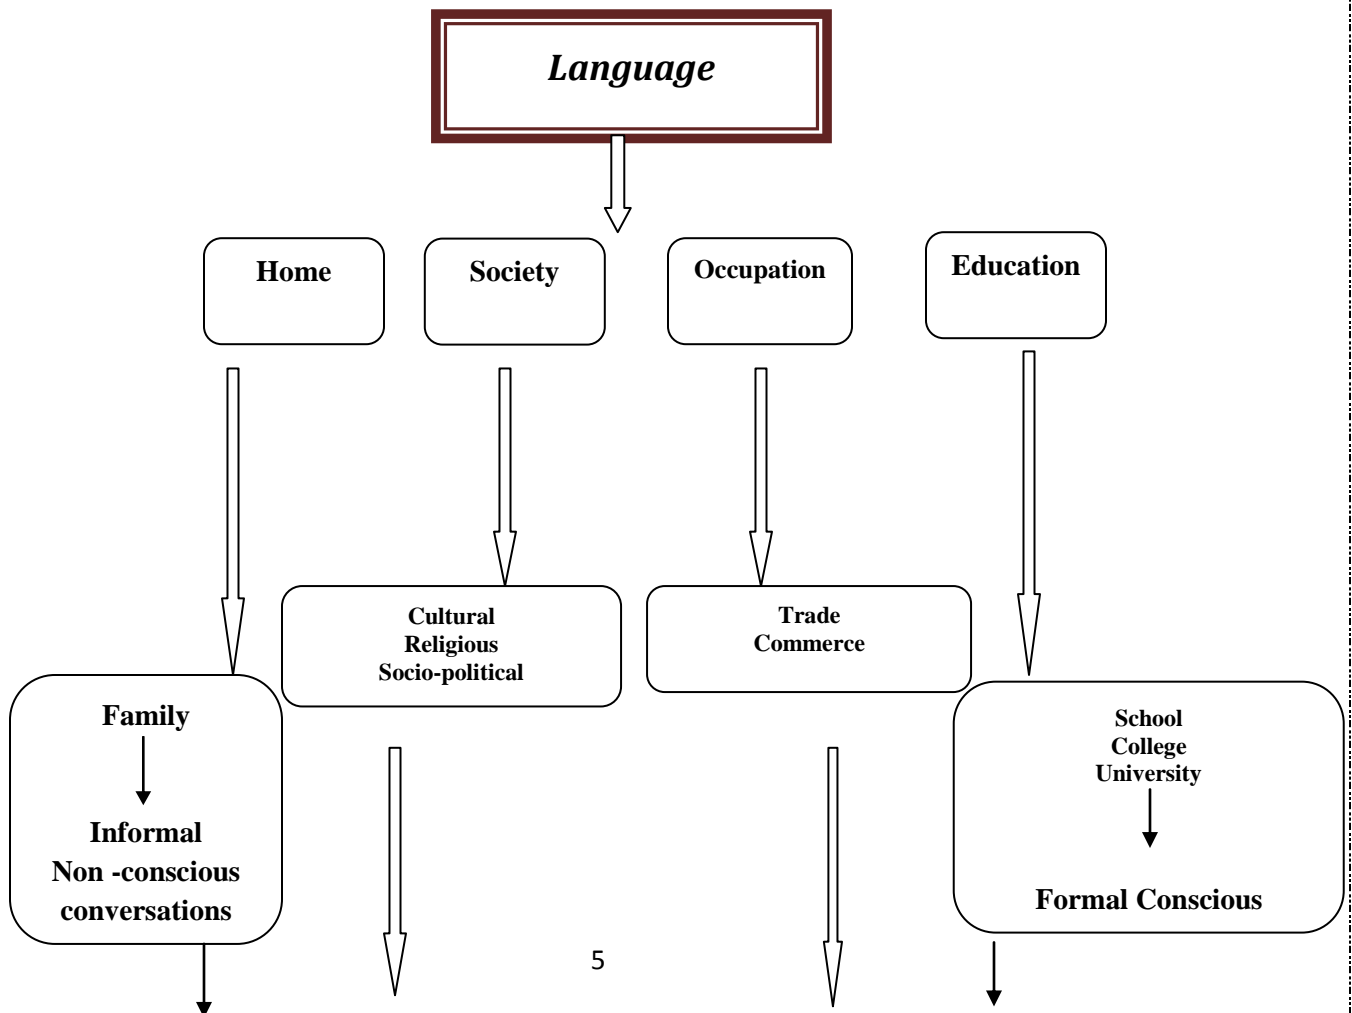 Language
Home
Society
Occupation
Education
Cultural
Religious
Socio-political
Trade
Commerce
Family
Informal
Non -conscious
conversations
School
College
University
Formal Conscious
5